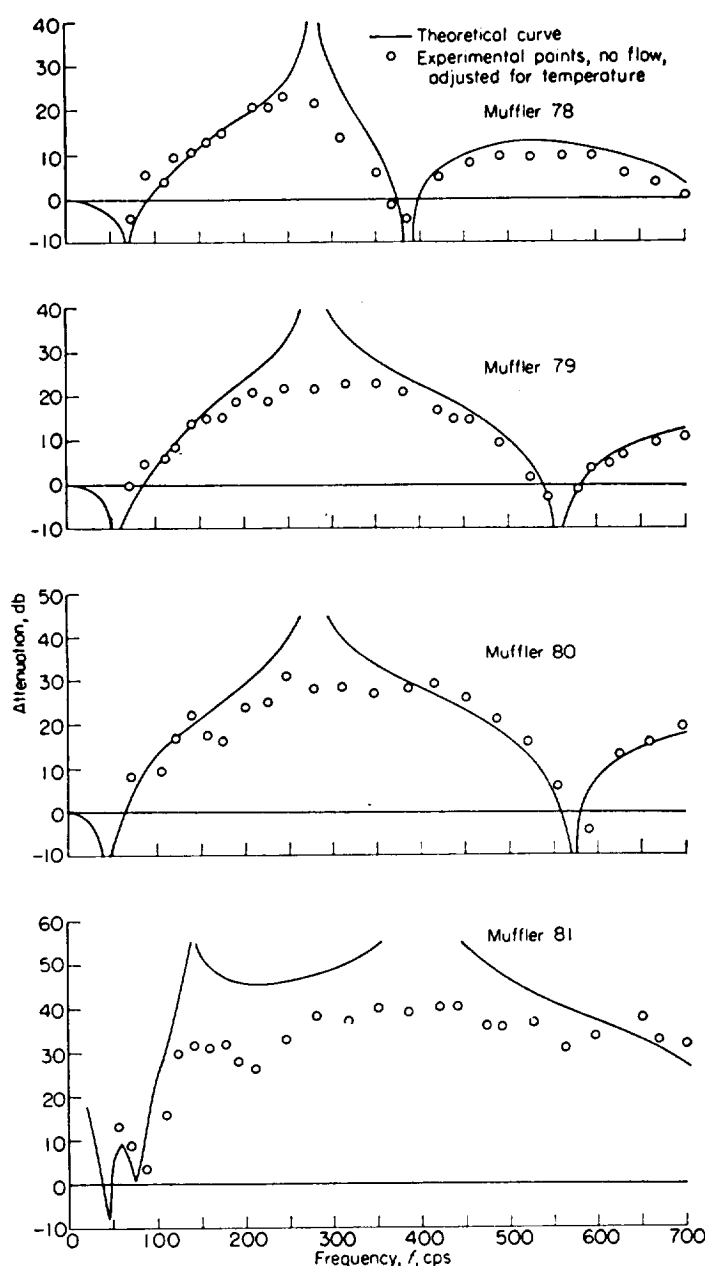 40
Theoretical curve
Experimental points, no flow,
adjusted for temperature
30
Muffler 78
20
10
0
-10
40
30
Muffler 79
20
10
0
-10
50
40
Muffler 80
30
20
10
0
-10
Attenuation, db
60
Muffler 81
50
40
30
20
10
0
-10
0 100 200 300 400 500 600 700
Frequency, f, cps